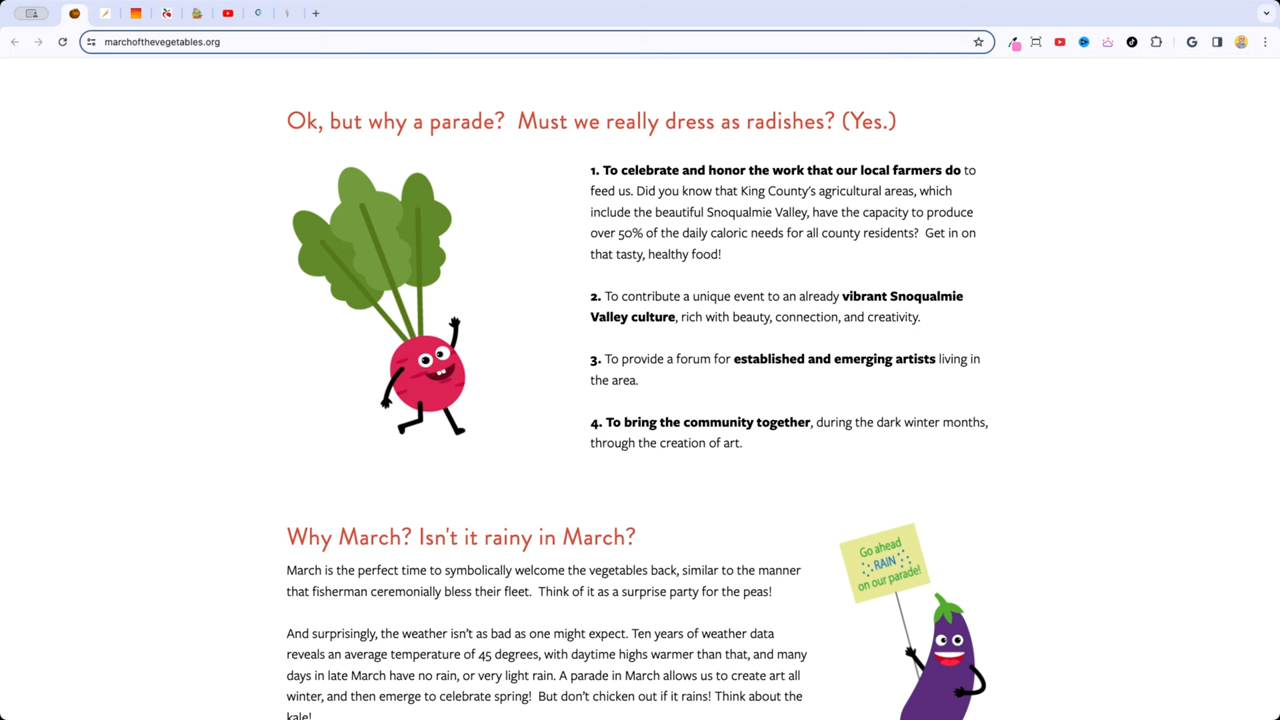 marchofthevegetables.org
Ok, but why a parade?  Must we really dress as radishes? (Yes.)
1. To celebrate and honor the work that our local farmers do to
feed us. Did you know that King County's agricultural areas, which
include the beautiful Snoqualmie Valley, have the capacity to produce
over 50% of the daily caloric needs for all county residents?  Get in on
that tasty, healthy food!
2. To contribute a unique event to an already vibrant Snoqualmie
Valley culture, rich with beauty, connection, and creativity.
3. To provide a forum for established and emerging artists living in
the area.
4. To bring the community together, during the dark winter months,
through the creation of art.
Why March? Isn't it rainy in March?
March is the perfect time to symbolically welcome the vegetables back, similar to the manner
that fisherman ceremonially bless their fleet.  Think of it as a surprise party for the peas!
And surprisingly, the weather isn't as bad as one might expect. Ten years of weather data
reveals an average temperature of 45 degrees, with daytime highs warmer than that, and many
days in late March have no rain, or very light rain. A parade in March allows us to create art all
winter, and then emerge to celebrate spring!  But don't chicken out if it rains! Think about the
kale!
Go ahead
RAIN
on our parade!